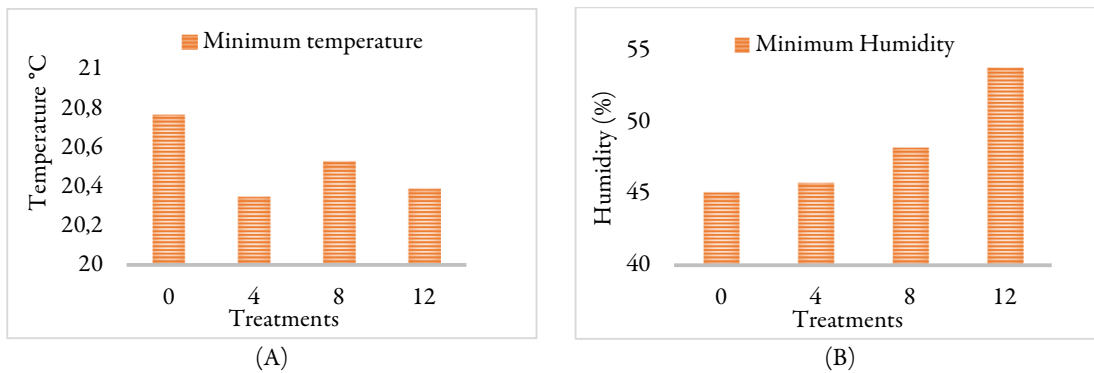 Minimum temperature
Temperature °C
21
20,8
20,6
20,4
20,2
20
0 4 8 12
Treatments
(A)
Minimum Humidity
Humidity (%)
55
50
45
40
0 4 8 12
Treatments
(B)